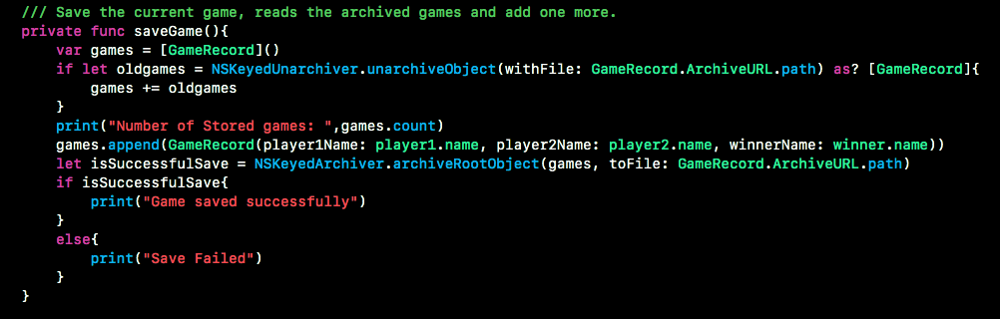 /// Save the current game, reads the archived games and add one more.
private func saveGame(){
    var games = [GameRecord]()
    if let oldgames = NSKeyedUnarchiver.unarchiveObject(withFile: GameRecord.ArchiveURL.path) as? [GameRecord]{
        games += oldgames
    }
    print("Number of Stored games: ",games.count)
    games.append(GameRecord(player1Name: player1.name, player2Name: player2.name, winnerName: winner.name))
    let isSuccessfulSave = NSKeyedArchiver.archiveRootObject(games, toFile: GameRecord.ArchiveURL.path)
    if isSuccessfulSave{
        print("Game saved successfully")
    }
    else{
        print("Save Failed")
    }
}